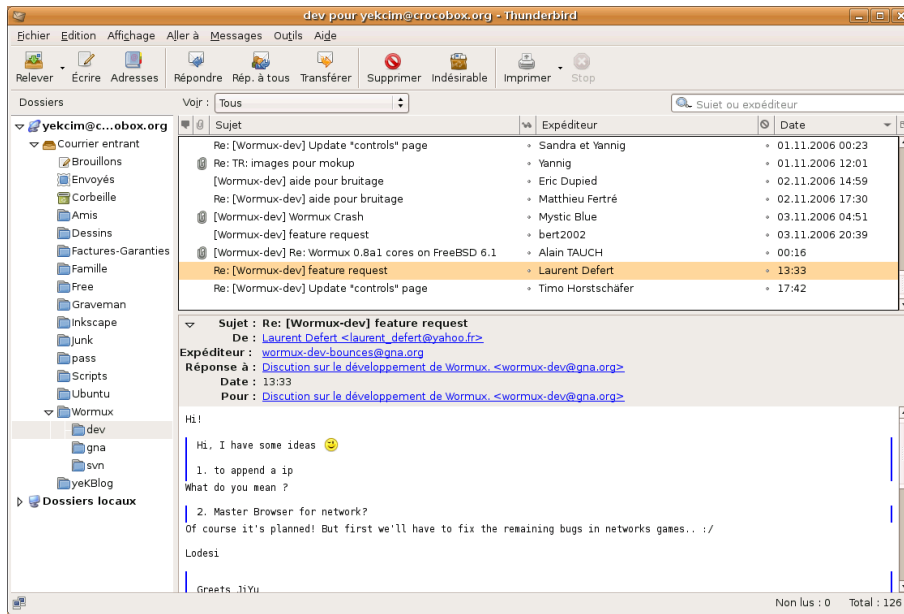 dev pour yekcim@crocobox.org - Thunderbird
Fichier Edition Affichage Aller à Messages Outils Aide
Relever Écrire Adresses Répondre Rép. à tous Transférer Supprimer Indésirable Imprimer Stop
Dossiers Voir : Tous Sujet ou expéditeur
Sujet Expéditeur Date
Re: [Wormux-dev] Update "controls" page Sandra et Yannig 01.11.2006 00:23
Re: TR: images pour mokup Yannig 01.11.2006 12:01
[Wormux-dev] aide pour bruitage Eric Dupied 02.11.2006 14:59
Re: [Wormux-dev] aide pour bruitage Matthieu Fertré 02.11.2006 17:30
[Wormux-dev] Wormux Crash Mystic Blue 03.11.2006 04:51
[Wormux-dev] feature request bert2002 03.11.2006 20:39
[Wormux-dev] Re: Wormux 0.8a1 cores on FreeBSD 6.1 Alain TAUCH 00:16
Re: [Wormux-dev] feature request Laurent Defert 13:33
Re: [Wormux-dev] Update "controls" page Timo Horstschäfer 17:42
yekcim@c...obox.org
Courrier entrant
Brouillons
Envoyés
Corbeille
Amis
Dessins
Factures-Garanties
Famille
Free
Graveman
Inkscape
Junk
pass
Scripts
Ubuntu
Wormux
dev
gna
svn
yeKBlog
Dossiers locaux
Sujet : Re: [Wormux-dev] feature request
De : Laurent Defert <laurent_defert@yahoo.fr>
Expéditeur : wormux-dev-bounces@gna.org
Réponse à : Discution sur le développement de Wormux. <wormux-dev@gna.org>
Date : 13:33
Pour : Discution sur le développement de Wormux. <wormux-dev@gna.org>
Hi!
Hi, I have some ideas
1. to append a ip
What do you mean ?
2. Master Browser for network?
Of course it's planned! But first we'll have to fix the remaining bugs in networks games.. :/
Lodesi
Greets JiYu
Non lus : 0 Total : 126